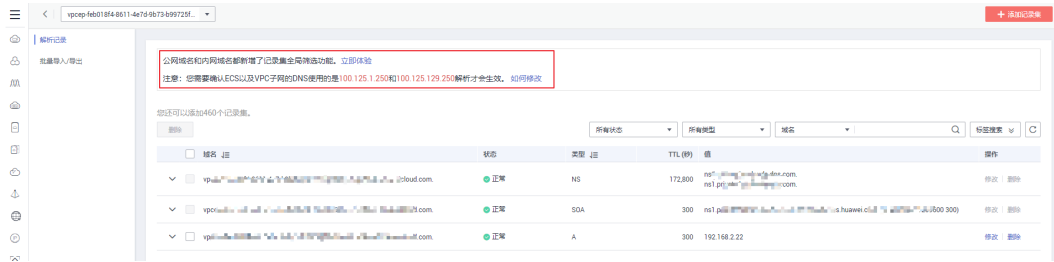 vpcep-feb018f4-8611-4e7d-9b73-b99725f...
添加记录集
解析记录
批量导入/导出
公网域名和内网域名都新增了记录集全局筛选功能。立即体验
注意：您需要确认ECS以及VPC子网的DNS使用的是100.125.1.250和100.125.129.250解析才会生效。 如何修改
您还可以添加460个记录集。
删除
所有状态
所有类型
域名
标签搜索
域名 状态 类型 TTL (秒) 值 操作
正常 NS 172,800 修改 删除
正常 SOA 300 修改 删除
正常 A 300 192.168.2.22 修改 删除